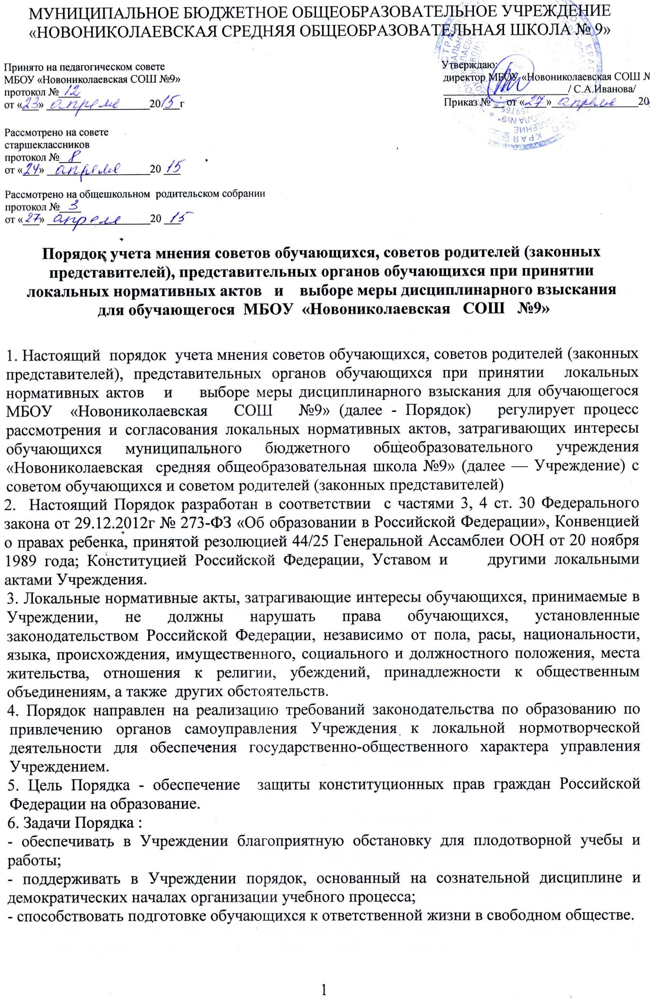 МУНИЦИПАЛЬНОЕ БЮДЖЕТНОЕ ОБЩЕОБРАЗОВАТЕЛЬНОЕ УЧРЕЖДЕНИЕ
«НОВОНИКОЛАЕВСКАЯ СРЕДНЯЯ ОБЩЕОБРАЗОВАТЕЛЬНАЯ ШКОЛА № 9»
Принято на педагогическом совете
МБОУ «Новониколаевская СОШ №9»
протокол № 12
от «23» апреля 2015 г
Утверждаю:
директор МБОУ «Новониколаевская СОШ №
/ С.А.Иванова/
Приказ № __ от «27» апреля 20
Рассмотрено на совете
старшеклассников
протокол № 8
от «24» апреля 20 15
Рассмотрено на общешкольном родительском собрании
протокол № 3
от «27» апреля 20 15
Порядок учета мнения советов обучающихся, советов родителей (законных
представителей), представительных органов обучающихся при принятии
локальных нормативных актов и выборе меры дисциплинарного взыскания
для обучающегося МБОУ «Новониколаевская СОШ №9»
1. Настоящий порядок учета мнения советов обучающихся, советов родителей (законных
представителей), представительных органов обучающихся при принятии локальных
нормативных актов и выборе меры дисциплинарного взыскания для обучающегося
МБОУ «Новониколаевская СОШ №9» (далее - Порядок) регулирует процесс
рассмотрения и согласования локальных нормативных актов, затрагивающих интересы
обучающихся муниципального бюджетного общеобразовательного учреждения
«Новониколаевская средняя общеобразовательная школа №9» (далее — Учреждение) с
советом обучающихся и советом родителей (законных представителей)
2. Настоящий Порядок разработан в соответствии с частями 3, 4 ст. 30 Федерального
закона от 29.12.2012г № 273-ФЗ «Об образовании в Российской Федерации», Конвенцией
о правах ребенка, принятой резолюцией 44/25 Генеральной Ассамблеи ООН от 20 ноября
1989 года; Конституцией Российской Федерации, Уставом и другими локальными
актами Учреждения.
3. Локальные нормативные акты, затрагивающие интересы обучающихся, принимаемые в
Учреждении, не должны нарушать права обучающихся, установленные
законодательством Российской Федерации, независимо от пола, расы, национальности,
языка, происхождения, имущественного, социального и должностного положения, места
жительства, отношения к религии, убеждений, принадлежности к общественным
объединениям, а также других обстоятельств.
4. Порядок направлен на реализацию требований законодательства по образованию по
привлечению органов самоуправления Учреждения к локальной нормотворческой
деятельности для обеспечения государственно-общественного характера управления
Учреждением.
5. Цель Порядка - обеспечение защиты конституционных прав граждан Российской
Федерации на образование.
6. Задачи Порядка :
- обеспечивать в Учреждении благоприятную обстановку для плодотворной учебы и
работы;
- поддерживать в Учреждении порядок, основанный на сознательной дисциплине и
демократических началах организации учебного процесса;
- способствовать подготовке обучающихся к ответственной жизни в свободном обществе.
1